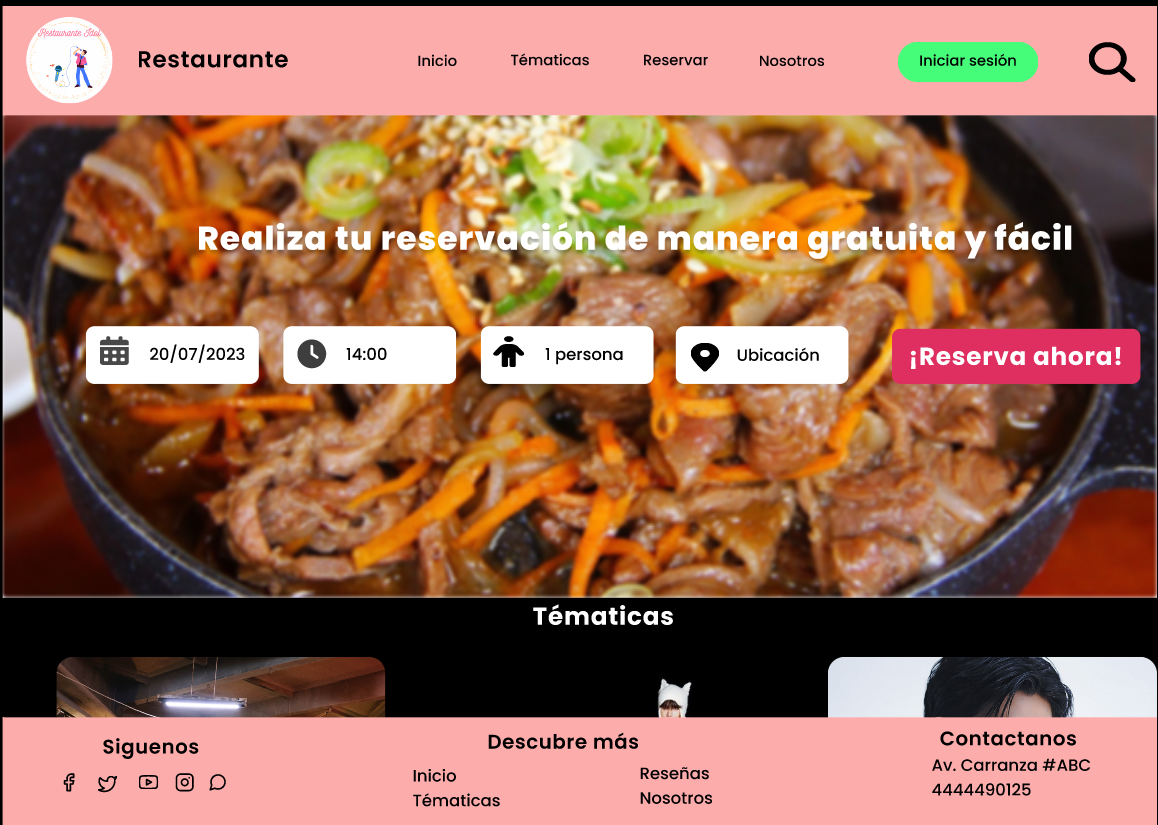 Restaurante Idol
Restaurante
Inicio
Tématicas
Reservar
Nosotros
Iniciar sesión
Realiza tu reservación de manera gratuita y fácil
20/07/2023
14:00
1 persona
Ubicación
¡Reserva ahora!
Tématicas
Siguenos
Descubre más
Inicio
Tématicas
Reseñas
Nosotros
Contactanos
Av. Carranza #ABC
4444490125